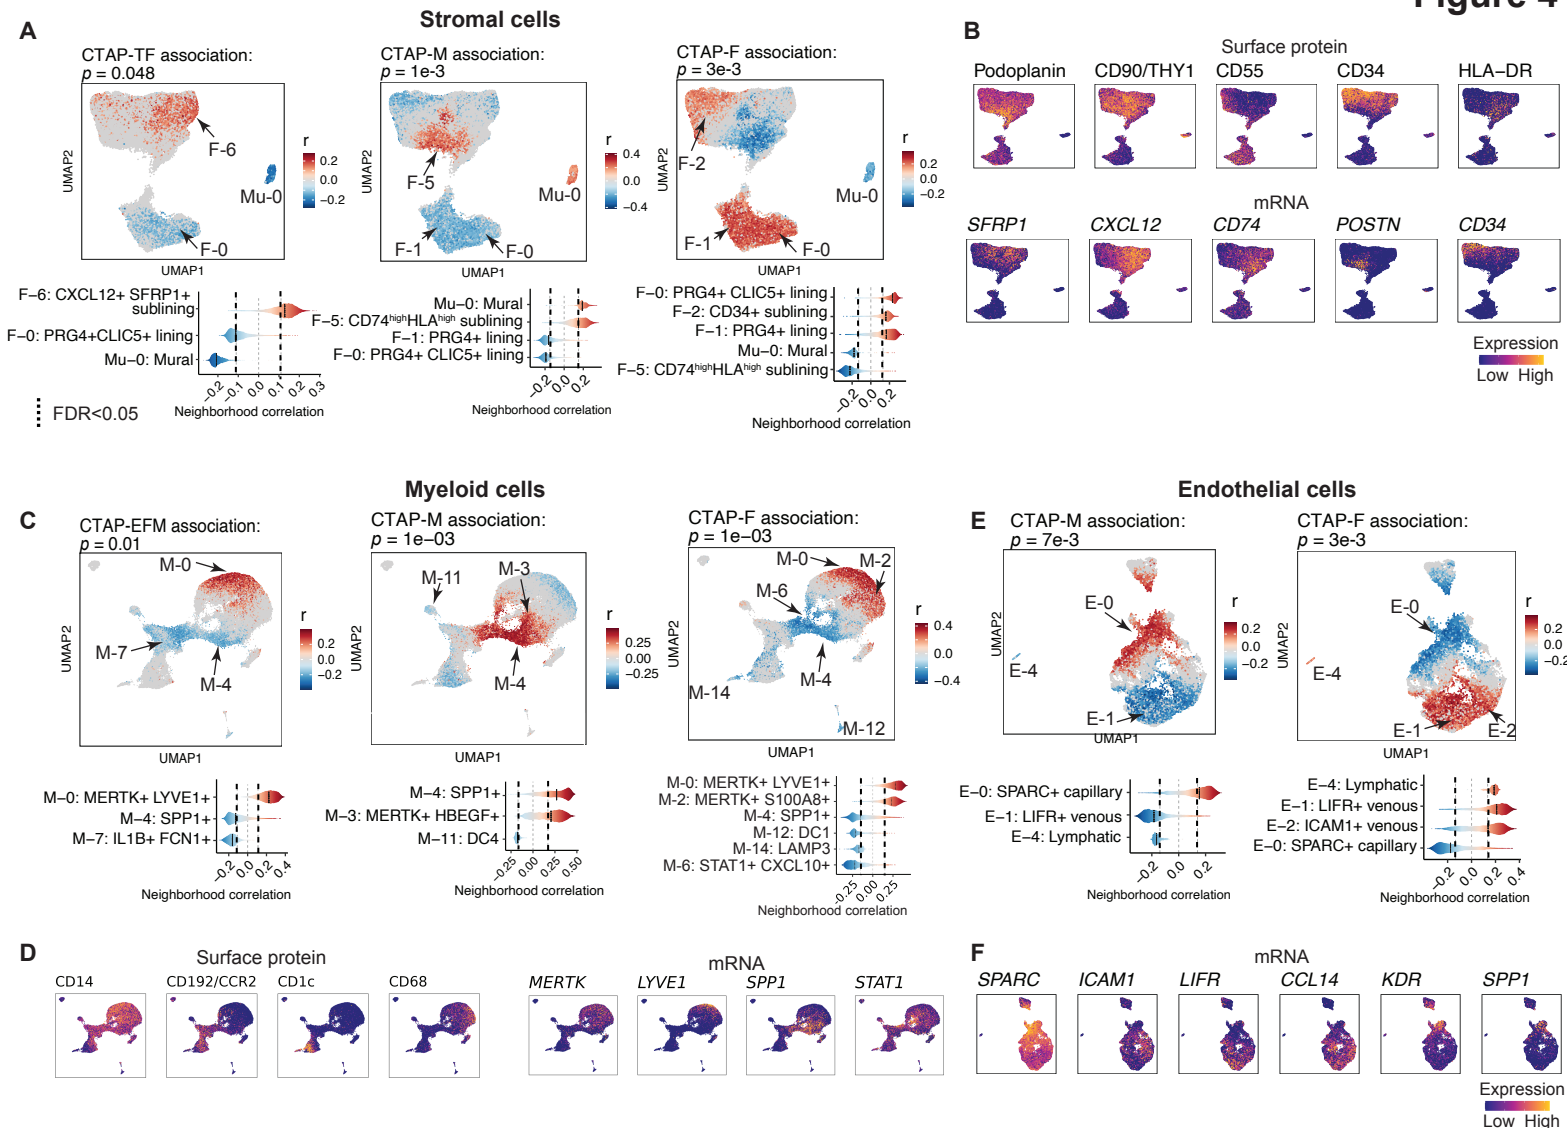 Figure 4
Stromal cells
A
CTAP-TF association:
p = 0.048
CTAP-M association:
p = 1e-3
CTAP-F association:
p = 3e-3
F-6
Mu-0
F-0
UMAP2
UMAP1
r
0.2
0.0
−0.2
F-5
Mu-0
F-1
F-0
UMAP2
UMAP1
r
0.4
0.2
0.0
−0.2
−0.4
F-2
Mu-0
F-1
F-0
UMAP2
UMAP1
r
0.2
0.0
−0.2
F−6: CXCL12+ SFRP1+
sublining
F−0: PRG4+CLIC5+ lining
Mu−0: Mural
−0.2 −0.1 0.0 0.1 0.2 0.3
Neighborhood correlation
FDR<0.05
Mu−0: Mural
F−5: CD74highHLAhigh sublining
F−1: PRG4+ lining
F−0: PRG4+ CLIC5+ lining
−0.2 0.0 0.2
Neighborhood correlation
F−0: PRG4+ CLIC5+ lining
F−2: CD34+ sublining
F−1: PRG4+ lining
Mu−0: Mural
F−5: CD74highHLAhigh sublining
−0.2 0.0 0.2
Neighborhood correlation
B
Surface protein
Podoplanin CD90/THY1 CD55 CD34 HLA−DR
mRNA
SFRP1 CXCL12 CD74 POSTN CD34
Expression
Low High
Myeloid cells
C
CTAP-EFM association:
p = 0.01
CTAP-M association:
p = 1e−03
CTAP-F association:
p = 1e−03
M-0
M-7
M-4
UMAP2
UMAP1
r
0.2
0.0
−0.2
M-11
M-3
M-4
UMAP2
UMAP1
r
0.25
0.00
−0.25
M-0
M-2
M-6
M-4
M-14
M-12
UMAP2
UMAP1
r
0.4
0.0
−0.4
M−0: MERTK+ LYVE1+
M−4: SPP1+
M−7: IL1B+ FCN1+
−0.2 0.0 0.2 0.4
Neighborhood correlation
M−4: SPP1+
M−3: MERTK+ HBEGF+
M−11: DC4
−0.25 0.00 0.25 0.50
Neighborhood correlation
M−0: MERTK+ LYVE1+
M−2: MERTK+ S100A8+
M−4: SPP1+
M−12: DC1
M−14: LAMP3
M−6: STAT1+ CXCL10+
−0.25 0.00 0.25
Neighborhood correlation
Endothelial cells
E
CTAP-M association:
p = 7e-3
CTAP-F association:
p = 3e-3
E-0
E-4
E-1
UMAP2
UMAP1
r
0.2
0.0
−0.2
E-0
E-4
E-1
E-2
UMAP2
UMAP1
r
0.2
0.0
−0.2
E−0: SPARC+ capillary
E−1: LIFR+ venous
E−4: Lymphatic
−0.2 0.0 0.2
Neighborhood correlation
E−4: Lymphatic
E−1: LIFR+ venous
E−2: ICAM1+ venous
E−0: SPARC+ capillary
−0.2 0.0 0.2 0.4
Neighborhood correlation
D
Surface protein
CD14 CD192/CCR2 CD1c CD68
mRNA
MERTK LYVE1 SPP1 STAT1
F
mRNA
SPARC ICAM1 LIFR CCL14 KDR SPP1
Expression
Low High